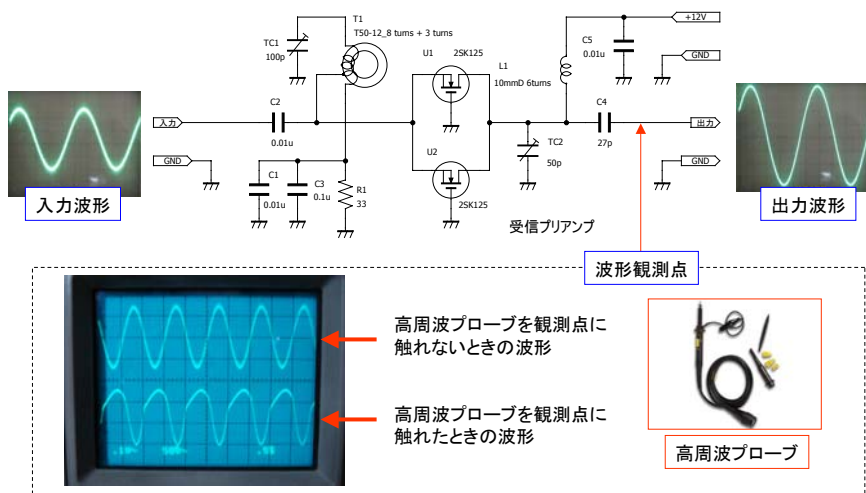 T1
T50-12_8 turns + 3 turns
TC1
100p
U1
2SK125
L1
10mmD 6turns
C5
0.01u
+12V
GND
入力
C2
0.01u
GND
C1
0.01u
C3
0.1u
R1
33
U2
2SK125
TC2
50p
C4
27p
出力
GND
受信プリアンプ
入力波形
出力波形
波形観測点
高周波プローブを観測点に
触れないときの波形
高周波プローブを観測点に
触れたときの波形
高周波プローブ